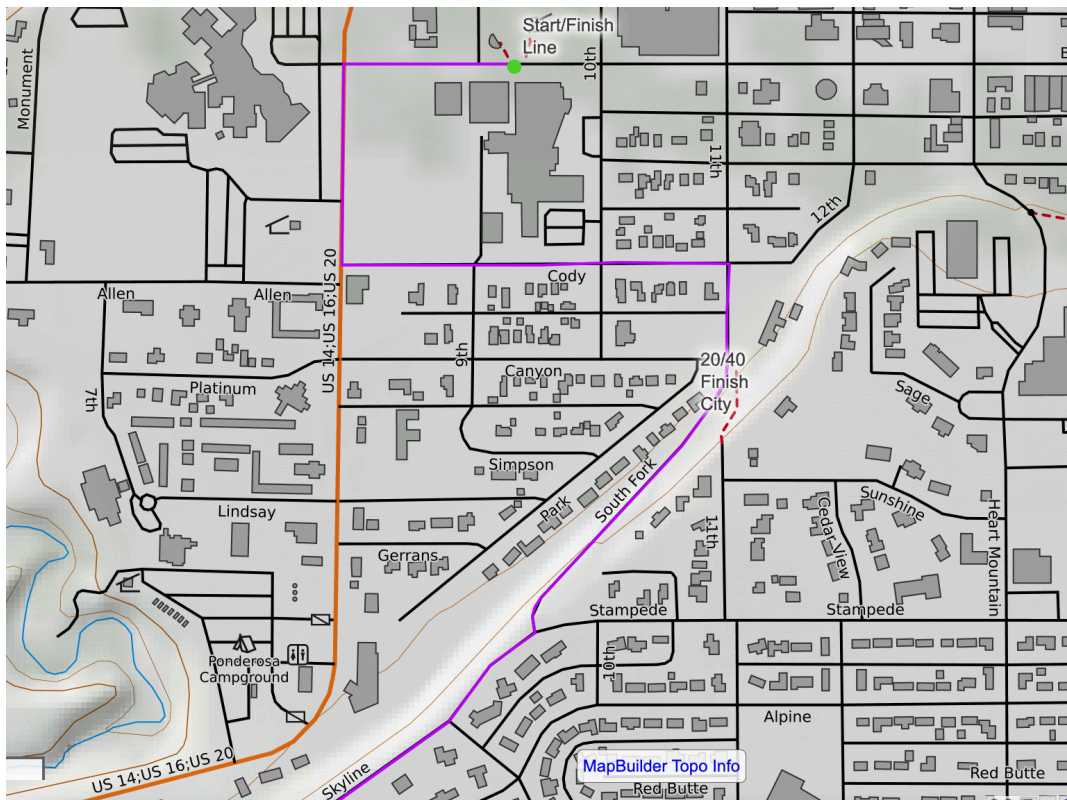 Start/Finish
Line
Monument
10th
11th
12th
US 14;US 16;US 20
Cody
Allen
Allen
9th
20/40
Finish
City
Canyon
7th
Platinum
Sage
Simpson
South Fork
Park
Lindsay
Sunshine
Cedar View
Heart Mountain
11th
Gerrans
Stampede
Stampede
10th
Ponderosa
Campground
Alpine
US 14;US 16;US 20
Skyline
MapBuilder Topo Info
Red Butte
Red Butte